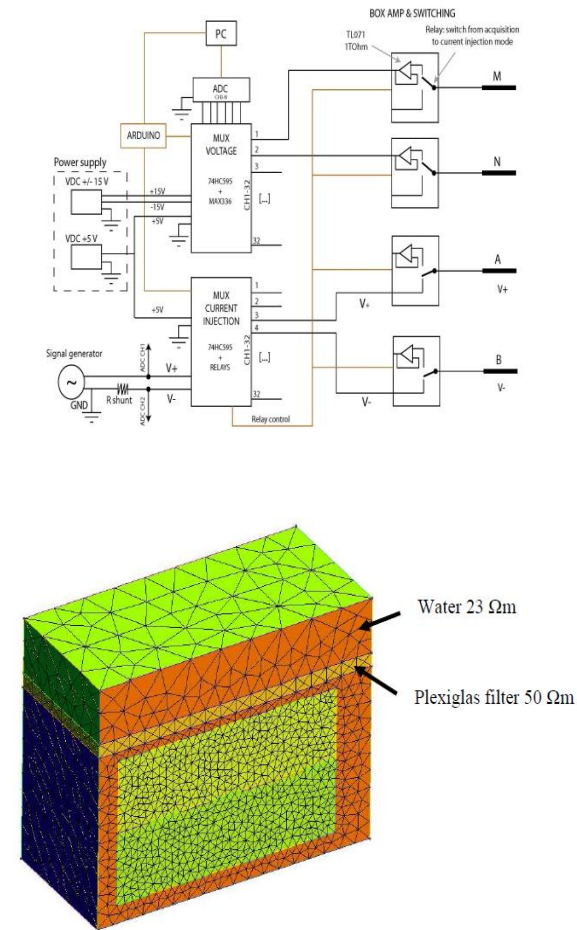 BOX AMP & SWITCHING
PC
TL071
1TOhm
Relay: switch from acquisition
to current injection mode
ADC
CH1-8
M
ARDUINO
MUX
VOLTAGE
74HC595
+
MAX336
CH1-32
1
2
3
[...]
32
N
Power supply
VDC +/- 15 V
VDC +5 V
+15V
-15V
+5V
A
V+
MUX
CURRENT
INJECTION
74HC595
+
RELAYS
CH1-32
1
2
3
4
[...]
32
+5V
V+
Signal generator
~
GND
R shunt
ADC CH1
ADC CH2
V+
V-
B
V-
V-
Relay control
Water 23 Ωm
Plexiglas filter 50 Ωm